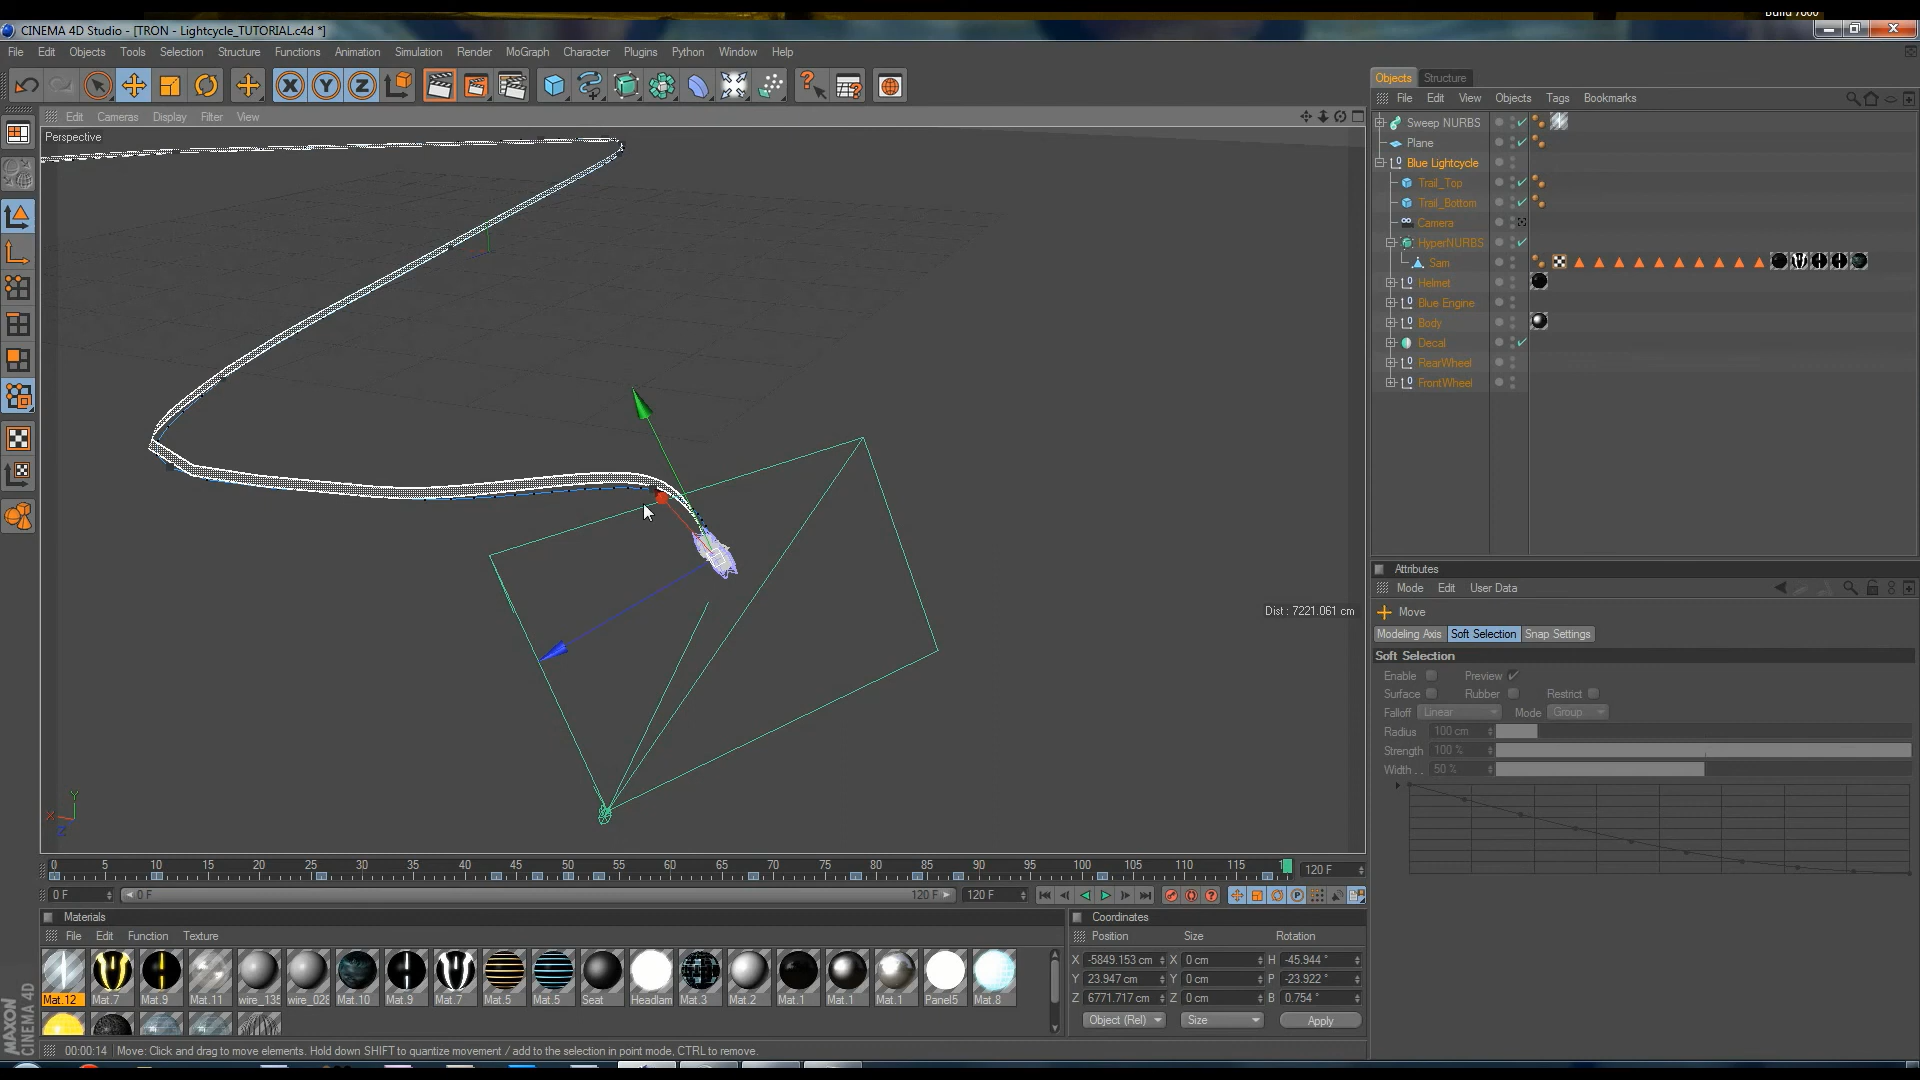 Build 7000
CINEMA 4D Studio - [TRON - Lightcycle_TUTORIAL.c4d *]
File Edit Objects Tools Selection Structure Functions Animation Simulation Render MoGraph Character Plugins Python Window Help
Objects Structure
File Edit View Objects Tags Bookmarks
Edit Cameras Display Filter View
Perspective
Sweep NURBS
Plane
Blue Lightcycle
Trail_Top
Trail_Bottom
Camera
HyperNURBS
Sam
Helmet
Blue Engine
Body
Decal
RearWheel
FrontWheel
Dist : 7221.061 cm
Attributes
Mode Edit User Data
Move
Modeling Axis Soft Selection Snap Settings
Soft Selection
Enable Preview
Surface Rubber Restrict
Falloff Linear Mode Group
Radius 100 cm
Strength 100 %
Width . . 50 %
Y
X
Z
0 5 10 15 20 25 30 35 40 45 50 55 60 65 70 75 80 85 90 95 100 105 110 115 120 F
0 F 0 F 120 F 120 F
Materials
File Edit Function Texture
Mat.12 Mat.7 Mat.9 Mat.11 wire_135 wire_028 Mat.10 Mat.9 Mat.7 Mat.5 Mat.5 Seat Headlam Mat.3 Mat.2 Mat.1 Mat.1 Mat.1 Panel5 Mat.8
Coordinates
Position Size Rotation
X -5849.153 cm X 0 cm H -45.944 °
Y 23.947 cm Y 0 cm P -23.922 °
Z 6771.717 cm Z 0 cm B 0.754 °
Object (Rel) Size Apply
MAXON CINEMA 4D
00:00:14 Move: Click and drag to move elements. Hold down SHIFT to quantize movement / add to the selection in point mode, CTRL to remove.